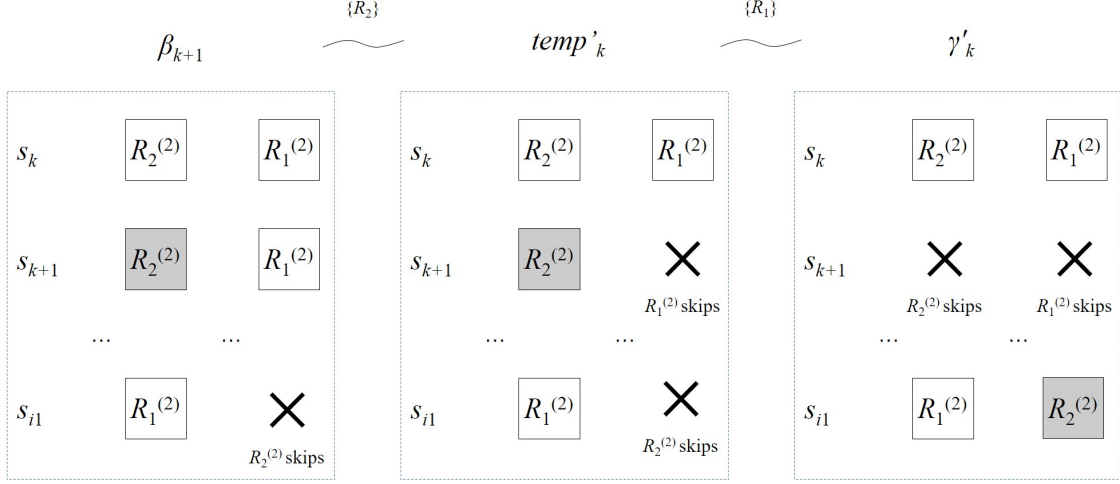 {R₂} {R₁}
βₖ₊₁ temp’ₖ γ′ₖ
sₖ R₂⁽²⁾ R₁⁽²⁾ sₖ R₂⁽²⁾ R₁⁽²⁾ sₖ R₂⁽²⁾ R₁⁽²⁾
sₖ₊₁ R₂⁽²⁾ R₁⁽²⁾ sₖ₊₁ R₂⁽²⁾ sₖ₊₁
R₁⁽²⁾ skips R₂⁽²⁾ skips R₁⁽²⁾ skips
... ... ... ... ... ...
sᵢ₁ R₁⁽²⁾ sᵢ₁ R₁⁽²⁾ sᵢ₁ R₁⁽²⁾ R₂⁽²⁾
R₂⁽²⁾ skips R₂⁽²⁾ skips